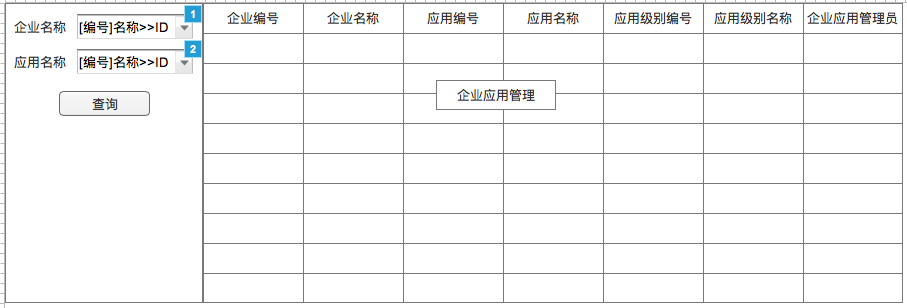 企业名称 [编号]名称>>ID 1
应用名称 [编号]名称>>ID 2
查询
企业编号 企业名称 应用编号 应用名称 应用级别编号 应用级别名称 企业应用管理员
企业应用管理